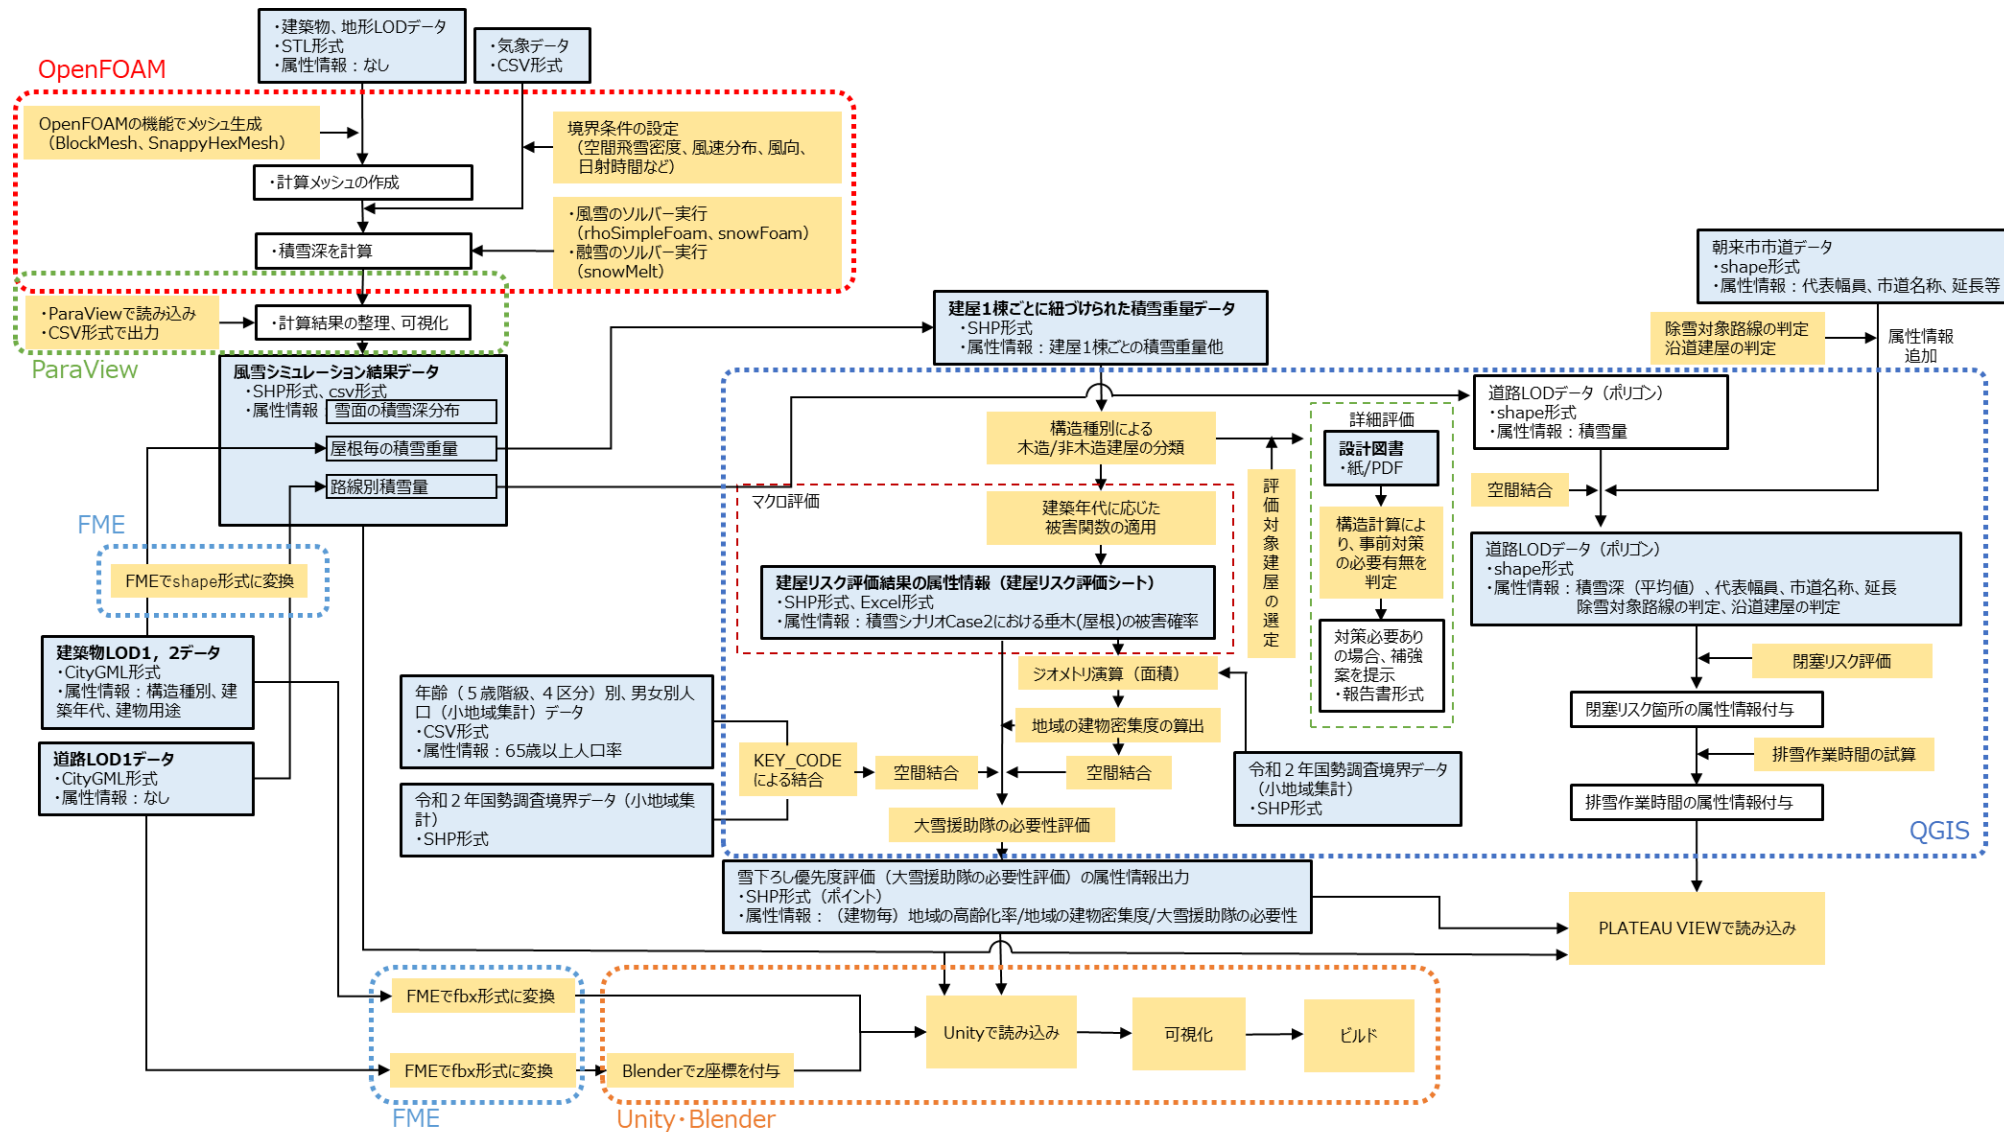 ・建築物、地形LODデータ
・STL形式
・属性情報：なし
・気象データ
・CSV形式
OpenFOAM
OpenFOAMの機能でメッシュ生成
（BlockMesh、SnappyHexMesh）
境界条件の設定
（空間飛雪密度、風速分布、風向、
日射時間など）
・計算メッシュの作成
・風雪のソルバー実行
（rhoSimpleFoam、snowFoam）
・融雪のソルバー実行
（snowMelt）
・積雪深を計算
・ParaViewで読み込み
・CSV形式で出力
・計算結果の整理、可視化
ParaView
風雪シミュレーション結果データ
・SHP形式、csv形式
・属性情報：
雪面の積雪深分布
屋根毎の積雪重量
路線別積雪量
FME
FMEでshape形式に変換
建築物LOD1，2データ
・CityGML形式
・属性情報：構造種別、建
築年代、建物用途
道路LOD1データ
・CityGML形式
・属性情報：なし
建屋1棟ごとに紐づけられた積雪重量データ
・SHP形式
・属性情報：建屋1棟ごとの積雪重量他
構造種別による
木造/非木造建屋の分類
マクロ評価
建築年代に応じた
被害関数の適用
建屋リスク評価結果の属性情報（建屋リスク評価シート）
・SHP形式、Excel形式
・属性情報：積雪シナリオCase2における垂木(屋根)の被害確率
評価対象建屋の選定
詳細評価
設計図書
・紙/PDF
構造計算によ
り、事前対策
の必要有無を
判定
対策必要あり
の場合、補強
案を提示
・報告書形式
朝来市市道データ
・shape形式
・属性情報：代表幅員、市道名称、延長等
除雪対象路線の判定
沿道建屋の判定
属性情報
追加
道路LODデータ（ポリゴン）
・shape形式
・属性情報：積雪量
空間結合
道路LODデータ（ポリゴン）
・shape形式
・属性情報：積雪深（平均値）、代表幅員、市道名称、延長
除雪対象路線の判定、沿道建屋の判定
閉塞リスク評価
閉塞リスク箇所の属性情報付与
排雪作業時間の試算
排雪作業時間の属性情報付与
QGIS
年齢（５歳階級、４区分）別、男女別人
口（小地域集計）データ
・CSV形式
・属性情報：65歳以上人口率
令和２年国勢調査境界データ（小地域集
計）
・SHP形式
KEY_CODE
による結合
空間結合
ジオメトリ演算（面積）
地域の建物密集度の算出
空間結合
令和２年国勢調査境界データ
（小地域集計）
・SHP形式
大雪援助隊の必要性評価
雪下ろし優先度評価（大雪援助隊の必要性評価）の属性情報出力
・SHP形式（ポイント）
・属性情報：（建物毎）地域の高齢化率/地域の建物密集度/大雪援助隊の必要性
PLATEAU VIEWで読み込み
FMEでfbx形式に変換
FMEでfbx形式に変換
FME
Blenderでz座標を付与
Unityで読み込み
可視化
ビルド
Unity・Blender